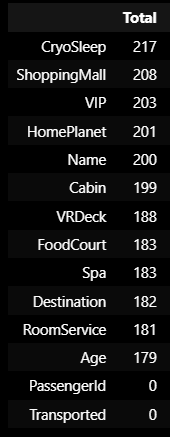 Total
CryoSleep 217
ShoppingMall 208
VIP 203
HomePlanet 201
Name 200
Cabin 199
VRDeck 188
FoodCourt 183
Spa 183
Destination 182
RoomService 181
Age 179
PassengerId 0
Transported 0